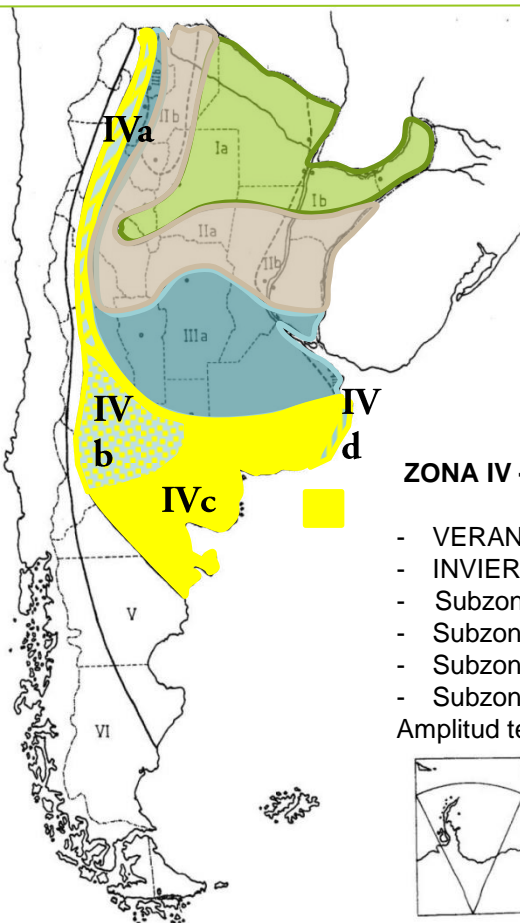 IVa
IIIb
IIb
Ia
Ib
IIa
IIb
IIIa
IV
b
IV
d
IVc
ZONA IV -
- VERAN
- INVIER
- Subzon
- Subzon
- Subzon
- Subzon
Amplitud te
V
VI